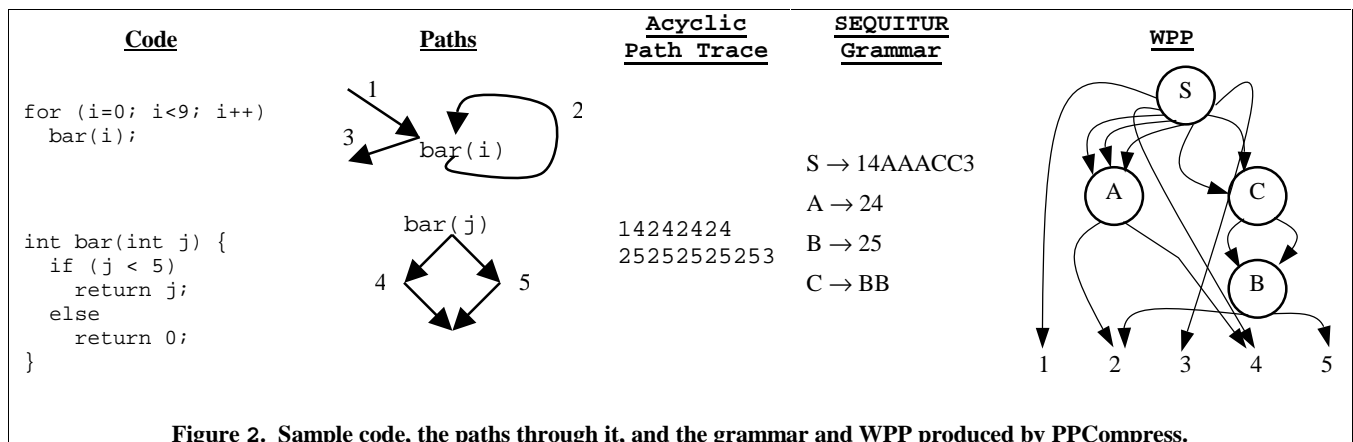 Code
for (i=0; i<9; i++)
bar(i);
int bar(int j) {
if (j < 5)
return j;
else
return 0;
}
Paths
1
2
3
bar(i)
bar(j)
4
5
Acyclic
Path Trace
14242424
25252525253
SEQUITUR
Grammar
S → 14AAACC3
A → 24
B → 25
C → BB
WPP
S
A
C
B
1 2 3 4 5
Figure 2. Sample code, the paths through it, and the grammar and WPP produced by PPCompress.